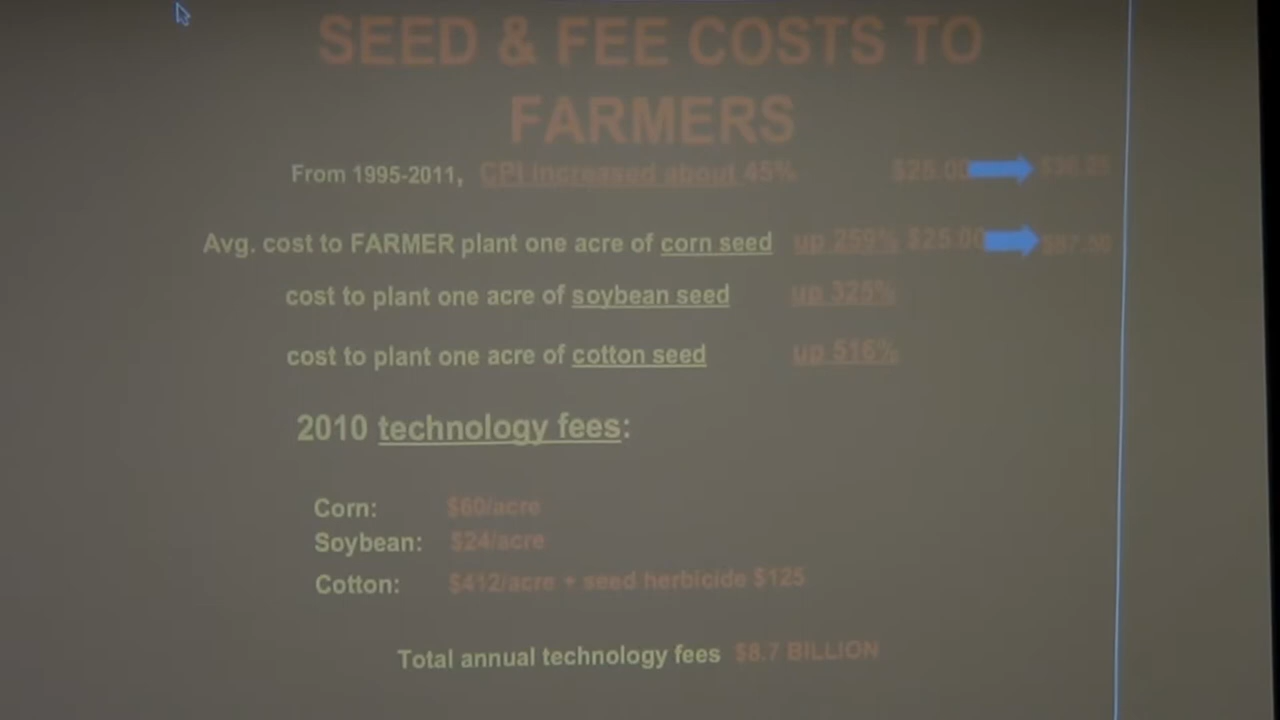 SEED & FEE COSTS TO
FARMERS
From 1995-2011, CPI increased about 45% $25.00
Avg. cost to FARMER plant one acre of corn seed up 259% $25.00
cost to plant one acre of soybean seed up 325%
cost to plant one acre of cotton seed up 516%
2010 technology fees:
Corn: $60/acre
Soybean: $24/acre
Cotton: $412/acre + seed herbicide $125
Total annual technology fees $8.7 BILLION